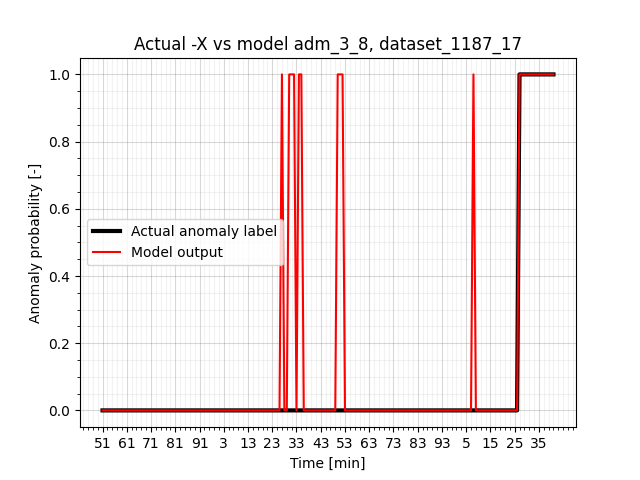 Actual -X vs model adm_3_8, dataset_1187_17
Anomaly probability [-]
1.0
0.8
0.6
0.4
0.2
0.0
Actual anomaly label
Model output
51 61 71 81 91 3 13 23 33 43 53 63 73 83 93 5 15 25 35
Time [min]